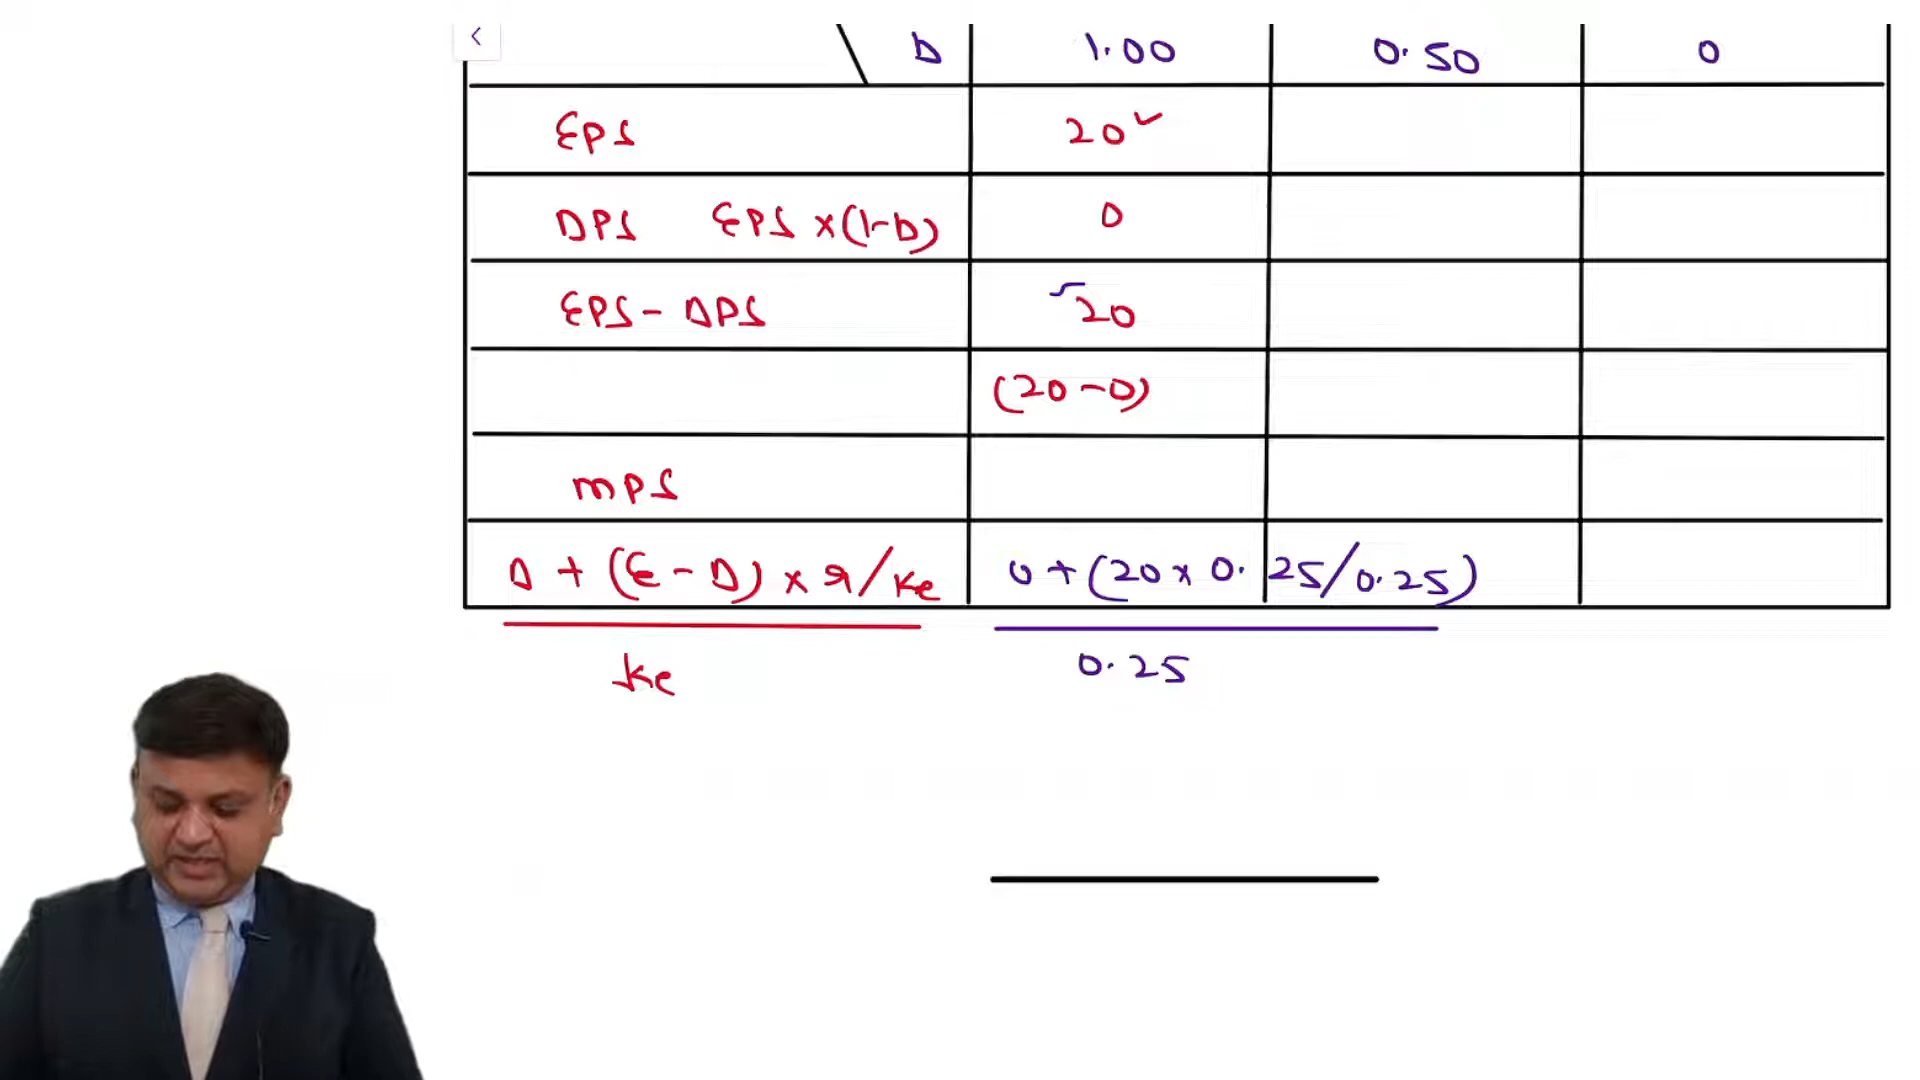 b 1.00 0.50 0
EPS 20✓
DPS EPS × (1-b) 0
EPS - DPS 20
(20-0)
MPS
D + (E - D) × r/Ke 0 + (20 × 0.25/0.25)
Ke 0.25